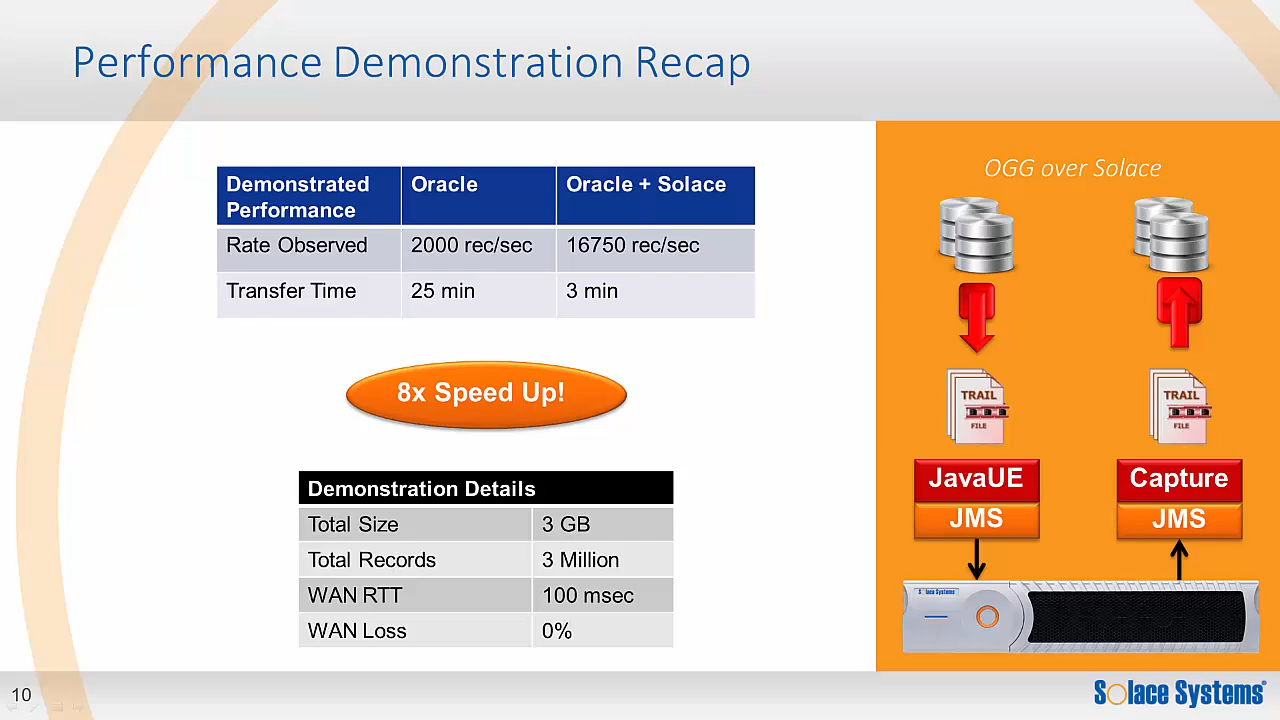 Performance Demonstration Recap
Demonstrated Performance Oracle Oracle + Solace
Rate Observed 2000 rec/sec 16750 rec/sec
Transfer Time 25 min 3 min
8x Speed Up!
Demonstration Details
Total Size 3 GB
Total Records 3 Million
WAN RTT 100 msec
WAN Loss 0%
OGG over Solace
TRAIL TRAIL
FILE FILE
JavaUE Capture
JMS JMS
Solace Systems
10
Solace Systems®